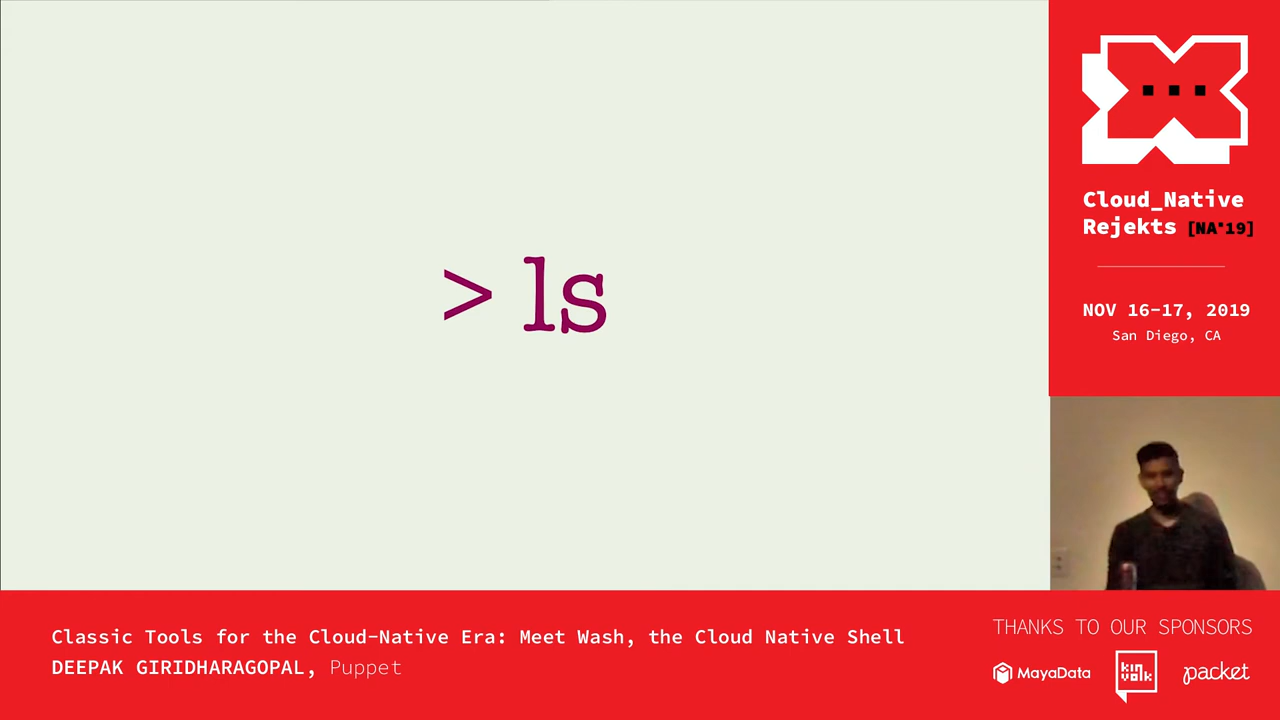 > ls
Cloud_Native
Rejekts [NA'19]
NOV 16-17, 2019
San Diego, CA
Classic Tools for the Cloud-Native Era: Meet Wash, the Cloud Native Shell
DEEPAK GIRIDHARAGOPAL, Puppet
THANKS TO OUR SPONSORS
MayaData
kinvolk
packet